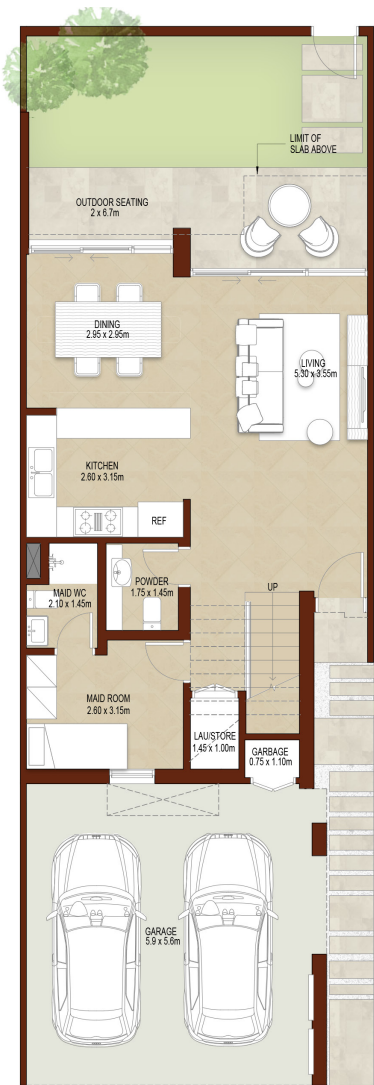 LIMIT OF
SLAB ABOVE
OUTDOOR SEATING
2 x 6.7m
DINING
2.95 x 2.95m
LIVING
5.30 x 3.55m
KITCHEN
2.60 x 3.15m
REF
POWDER
1.75 x 1.45m
MAID WC
2.10 x 1.45m
UP
MAID ROOM
2.60 x 3.15m
LAU/STORE
1.45 x 1.00m
GARBAGE
0.75 x 1.10m
GARAGE
5.9 x 5.6m